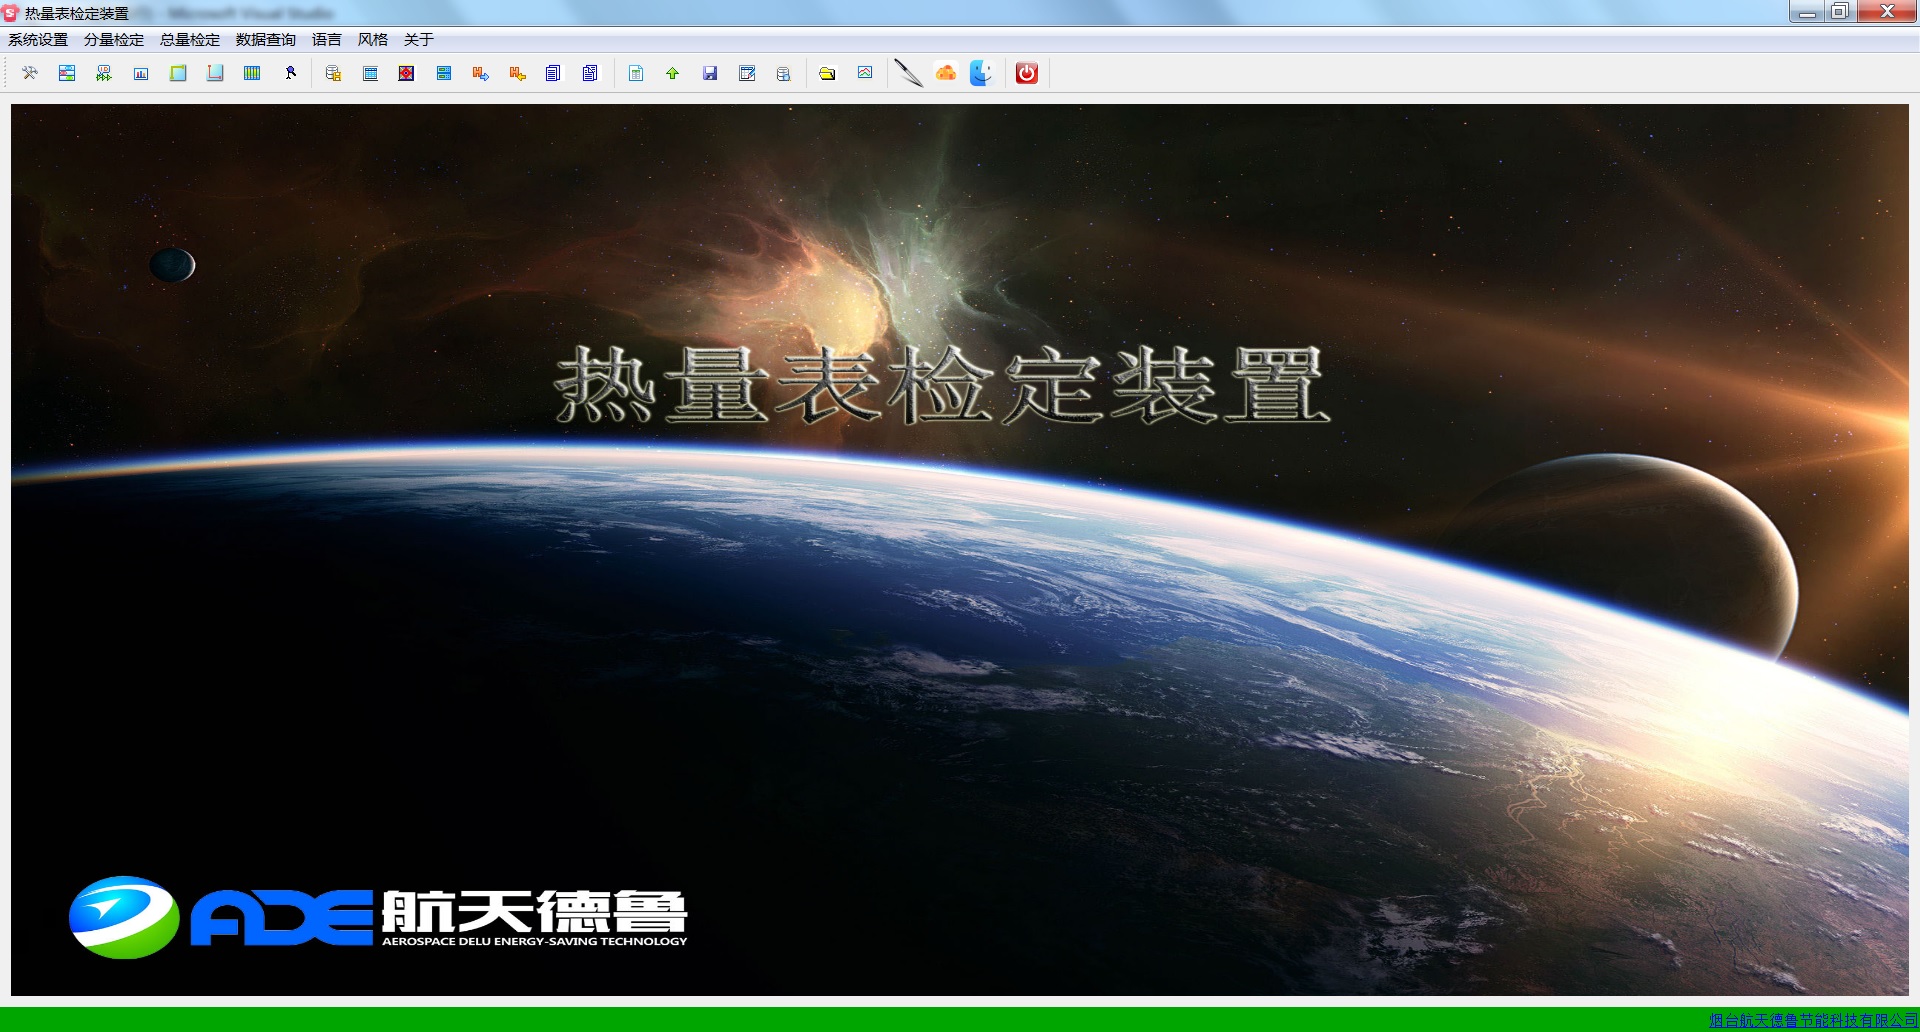 热量表检定装置
Microsoft Visual Studio
系统设置 分量检定 总量检定 数据查询 语言 风格 关于
热量表检定装置
ADE 航天德鲁
AEROSPACE DELU ENERGY-SAVING TECHNOLOGY
烟台航天德鲁节能科技有限公司